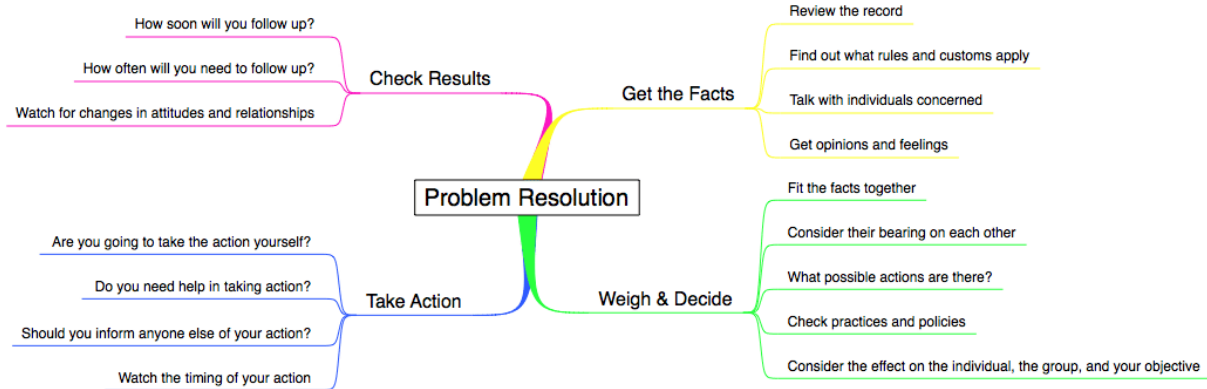 Problem Resolution
Get the Facts
Review the record
Find out what rules and customs apply
Talk with individuals concerned
Get opinions and feelings
Weigh & Decide
Fit the facts together
Consider their bearing on each other
What possible actions are there?
Check practices and policies
Consider the effect on the individual, the group, and your objective
Take Action
Are you going to take the action yourself?
Do you need help in taking action?
Should you inform anyone else of your action?
Watch the timing of your action
Check Results
How soon will you follow up?
How often will you need to follow up?
Watch for changes in attitudes and relationships